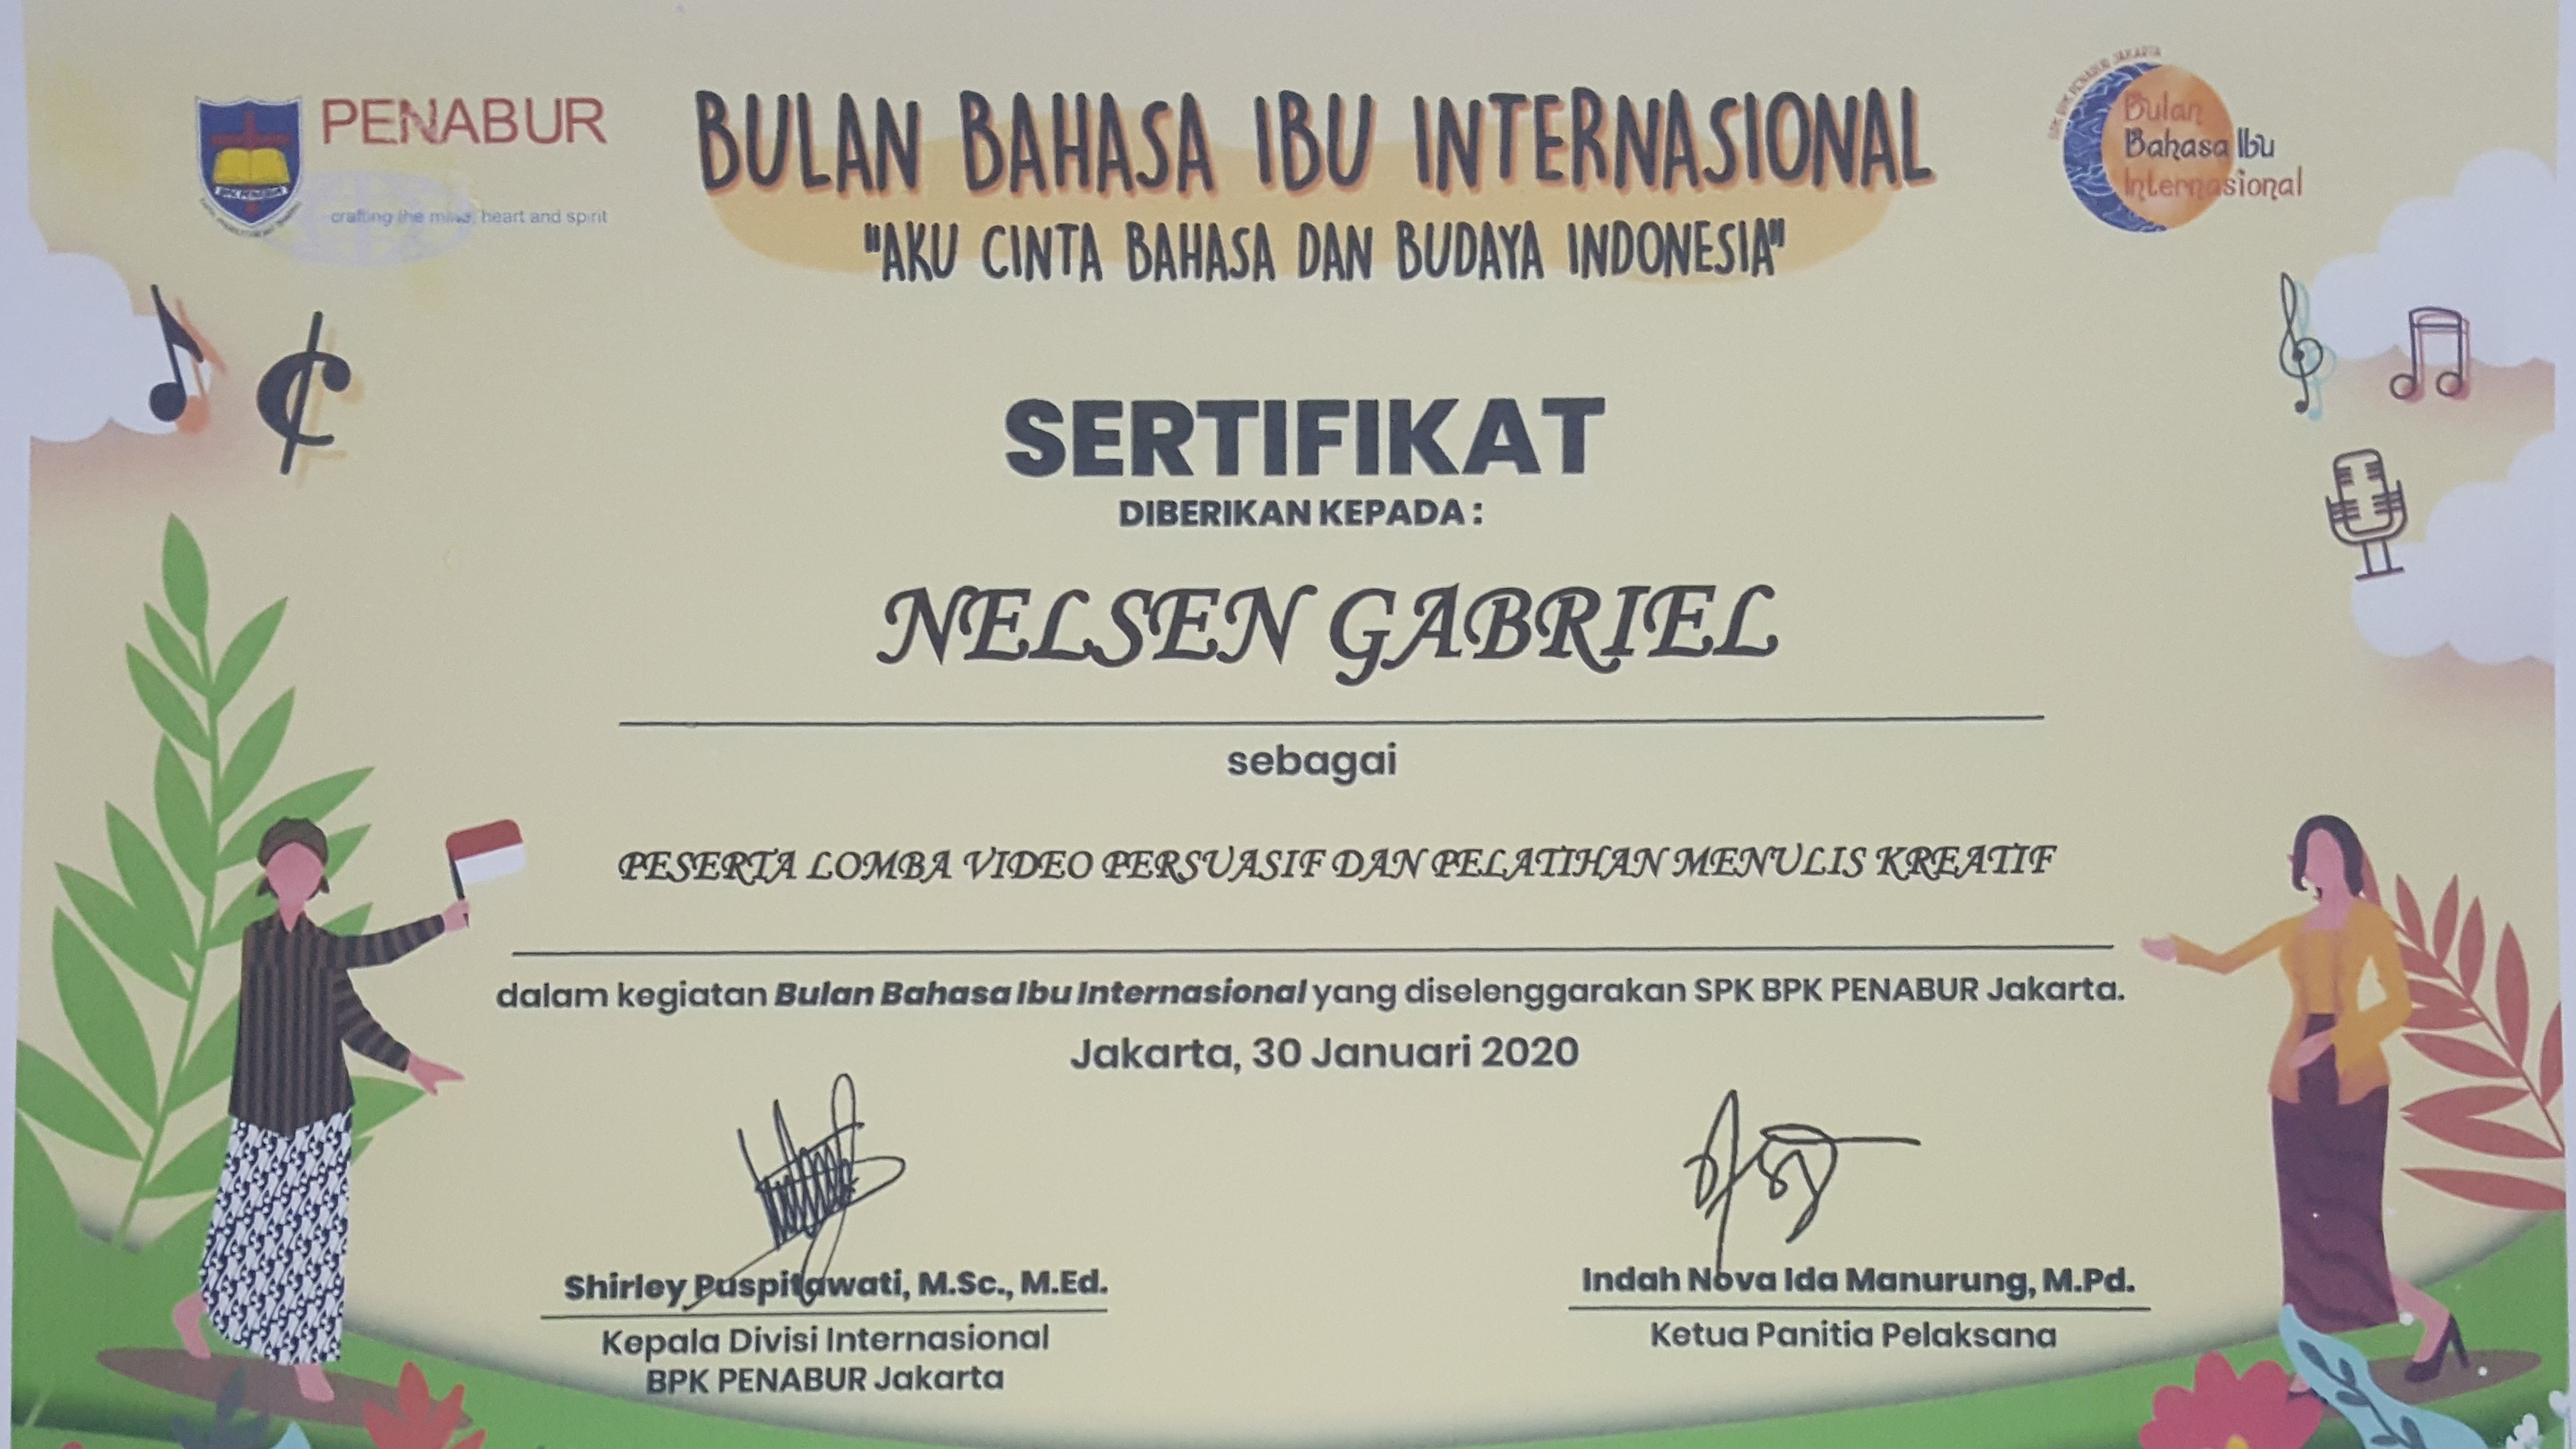 PENABUR
crafting the mind, heart and spirit
BPK PENABUR
BULAN BAHASA IBU INTERNASIONAL
"AKU CINTA BAHASA DAN BUDAYA INDONESIA"
SPK BPK PENABUR JAKARTA
Bulan
Bahasa Ibu
Internasional
SERTIFIKAT
DIBERIKAN KEPADA :
NELSEN GABRIEL
sebagai
PESERTA LOMBA VIDEO PERSUASIF DAN PELATIHAN MENULIS KREATIF
dalam kegiatan Bulan Bahasa Ibu Internasional yang diselenggarakan SPK BPK PENABUR Jakarta.
Jakarta, 30 Januari 2020
Shirley Puspitawati, M.Sc., M.Ed.
Kepala Divisi Internasional
BPK PENABUR Jakarta
Indah Nova Ida Manurung, M.Pd.
Ketua Panitia Pelaksana